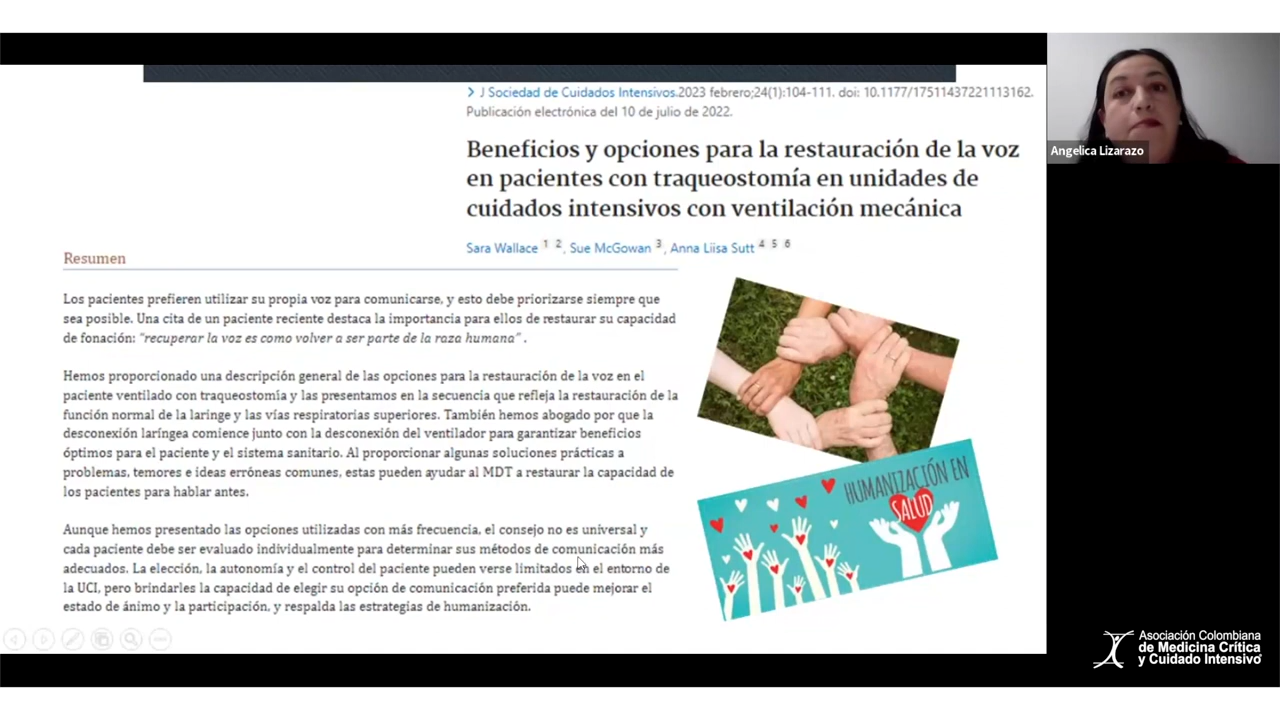 J Sociedad de Cuidados Intensivos.2023 febrero;24(1):104-111. doi: 10.1177/17511437221113162.
Publicación electrónica del 10 de julio de 2022.
Beneficios y opciones para la restauración de la voz
en pacientes con traqueostomía en unidades de
cuidados intensivos con ventilación mecánica
Sara Wallace 1 2, Sue McGowan 3, Anna Liisa Sutt 4 5 6
Resumen
Los pacientes prefieren utilizar su propia voz para comunicarse, y esto debe priorizarse siempre que
sea posible. Una cita de un paciente reciente destaca la importancia para ellos de restaurar su capacidad
de fonación: "recuperar la voz es como volver a ser parte de la raza humana" .
Hemos proporcionado una descripción general de las opciones para la restauración de la voz en el
paciente ventilado con traqueostomía y las presentamos en la secuencia que refleja la restauración de la
función normal de la laringe y las vías respiratorias superiores. También hemos abogado por que la
desconexión laríngea comience junto con la desconexión del ventilador para garantizar beneficios
óptimos para el paciente y el sistema sanitario. Al proporcionar algunas soluciones prácticas a
problemas, temores e ideas erróneas comunes, estas pueden ayudar al MDT a restaurar la capacidad de
los pacientes para hablar antes.
Aunque hemos presentado las opciones utilizadas con más frecuencia, el consejo no es universal y
cada paciente debe ser evaluado individualmente para determinar sus métodos de comunicación más
adecuados. La elección, la autonomía y el control del paciente pueden verse limitados en el entorno de
la UCI, pero brindarles la capacidad de elegir su opción de comunicación preferida puede mejorar el
estado de ánimo y la participación, y respalda las estrategias de humanización.
HUMANIZACIÓN EN
SALUD
Angelica Lizarazo
Asociación Colombiana
de Medicina Crítica
y Cuidado Intensivo